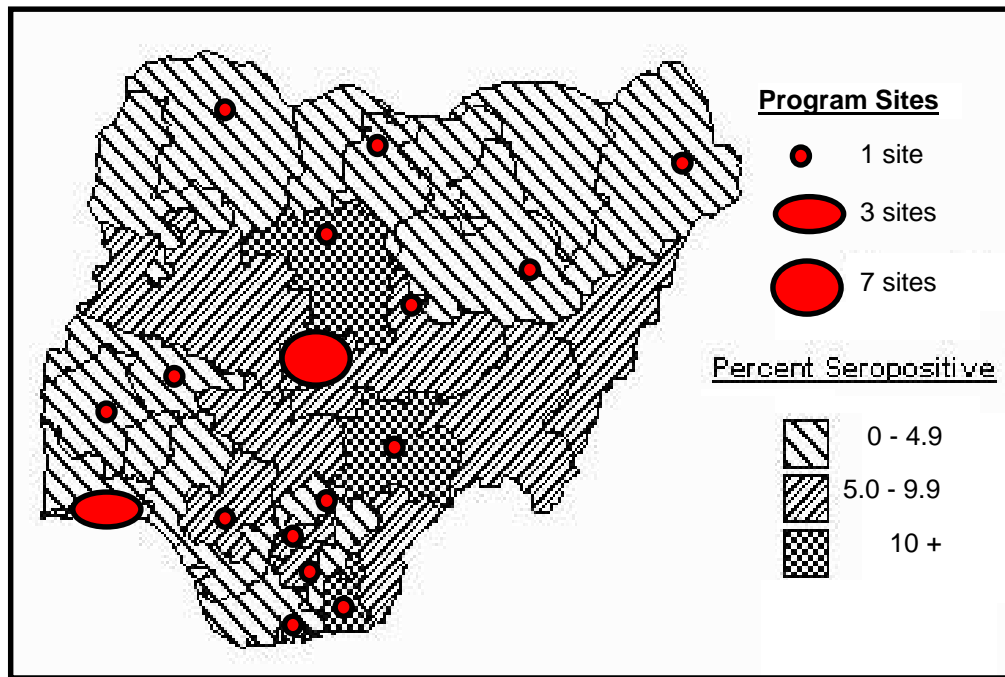 Program Sites
1 site
3 sites
7 sites
Percent Seropositive
0 - 4.9
5.0 - 9.9
10 +